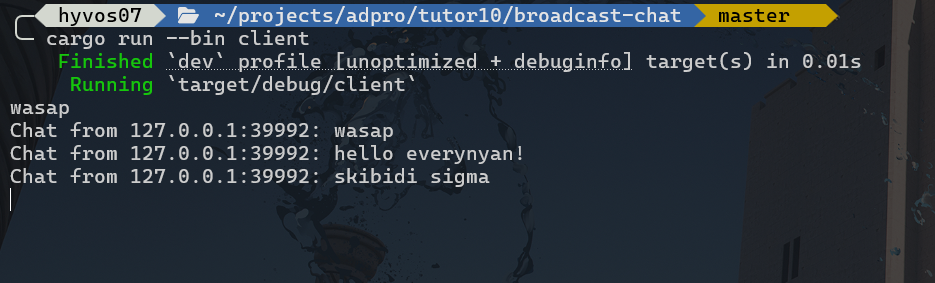 hyvos07 ~/projects/adpro/tutor10/broadcast-chat master
cargo run --bin client
Finished `dev` profile [unoptimized + debuginfo] target(s) in 0.01s
Running `target/debug/client`
wasap
Chat from 127.0.0.1:39992: wasap
Chat from 127.0.0.1:39992: hello everynyan!
Chat from 127.0.0.1:39992: skibidi sigma